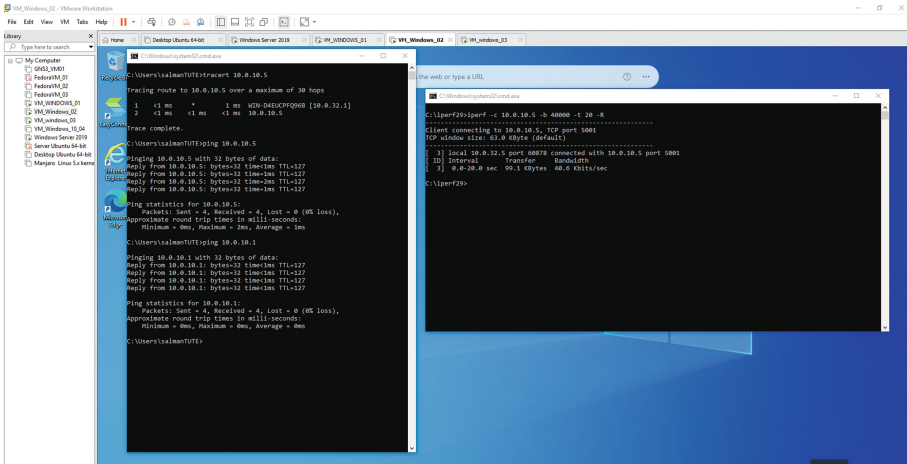 VM_Windows_02 - VMware Workstation
File Edit View VM Tabs Help
Library
Type here to search
My Computer
GNS3_VM01
FedoraVM_01
FedoraVM_02
FedoraVM_03
VM_WINDOWS_01
VM_Windows_02
VM_windows_03
VM_Windows_10_04
Windows Server 2019
Server Ubuntu 64-bit
Desktop Ubuntu 64-bit
Manjaro Linux 5.x kerne
Home
Desktop Ubuntu 64-bit
Windows Server 2019
VM_WINDOWS_01
VM_Windows_02
VM_windows_03
C:\Windows\system32\cmd.exe
C:\Users\salmanTUTE>tracert 10.0.10.5
Tracing route to 10.0.10.5 over a maximum of 30 hops
1 <1 ms * 1 ms WIN-D4EUCPFQ968 [10.0.32.1]
2 <1 ms <1 ms <1 ms 10.0.10.5
Trace complete.
C:\Users\salmanTUTE>ping 10.0.10.5
Pinging 10.0.10.5 with 32 bytes of data:
Reply from 10.0.10.5: bytes=32 time<1ms TTL=127
Reply from 10.0.10.5: bytes=32 time=1ms TTL=127
Reply from 10.0.10.5: bytes=32 time=2ms TTL=127
Reply from 10.0.10.5: bytes=32 time=1ms TTL=127
Ping statistics for 10.0.10.5:
Packets: Sent = 4, Received = 4, Lost = 0 (0% loss),
Approximate round trip times in milli-seconds:
Minimum = 0ms, Maximum = 2ms, Average = 1ms
C:\Users\salmanTUTE>ping 10.0.10.1
Pinging 10.0.10.1 with 32 bytes of data:
Reply from 10.0.10.1: bytes=32 time<1ms TTL=127
Reply from 10.0.10.1: bytes=32 time<1ms TTL=127
Reply from 10.0.10.1: bytes=32 time<1ms TTL=127
Reply from 10.0.10.1: bytes=32 time<1ms TTL=127
Ping statistics for 10.0.10.1:
Packets: Sent = 4, Received = 4, Lost = 0 (0% loss),
Approximate round trip times in milli-seconds:
Minimum = 0ms, Maximum = 0ms, Average = 0ms
C:\Users\salmanTUTE>
the web or type a URL
C:\Windows\system32\cmd.exe
C:\iperf29>iperf -c 10.0.10.5 -b 40000 -t 20 -R
------------------------------------------------------------
Client connecting to 10.0.10.5, TCP port 5001
TCP window size: 63.0 KByte (default)
------------------------------------------------------------
[ 3] local 10.0.32.5 port 60878 connected with 10.0.10.5 port 5001
[ ID] Interval Transfer Bandwidth
[ 3] 0.0-20.0 sec 99.1 KBytes 40.6 Kbits/sec
C:\iperf29>
Internet
Explorer
Microsoft
Edge